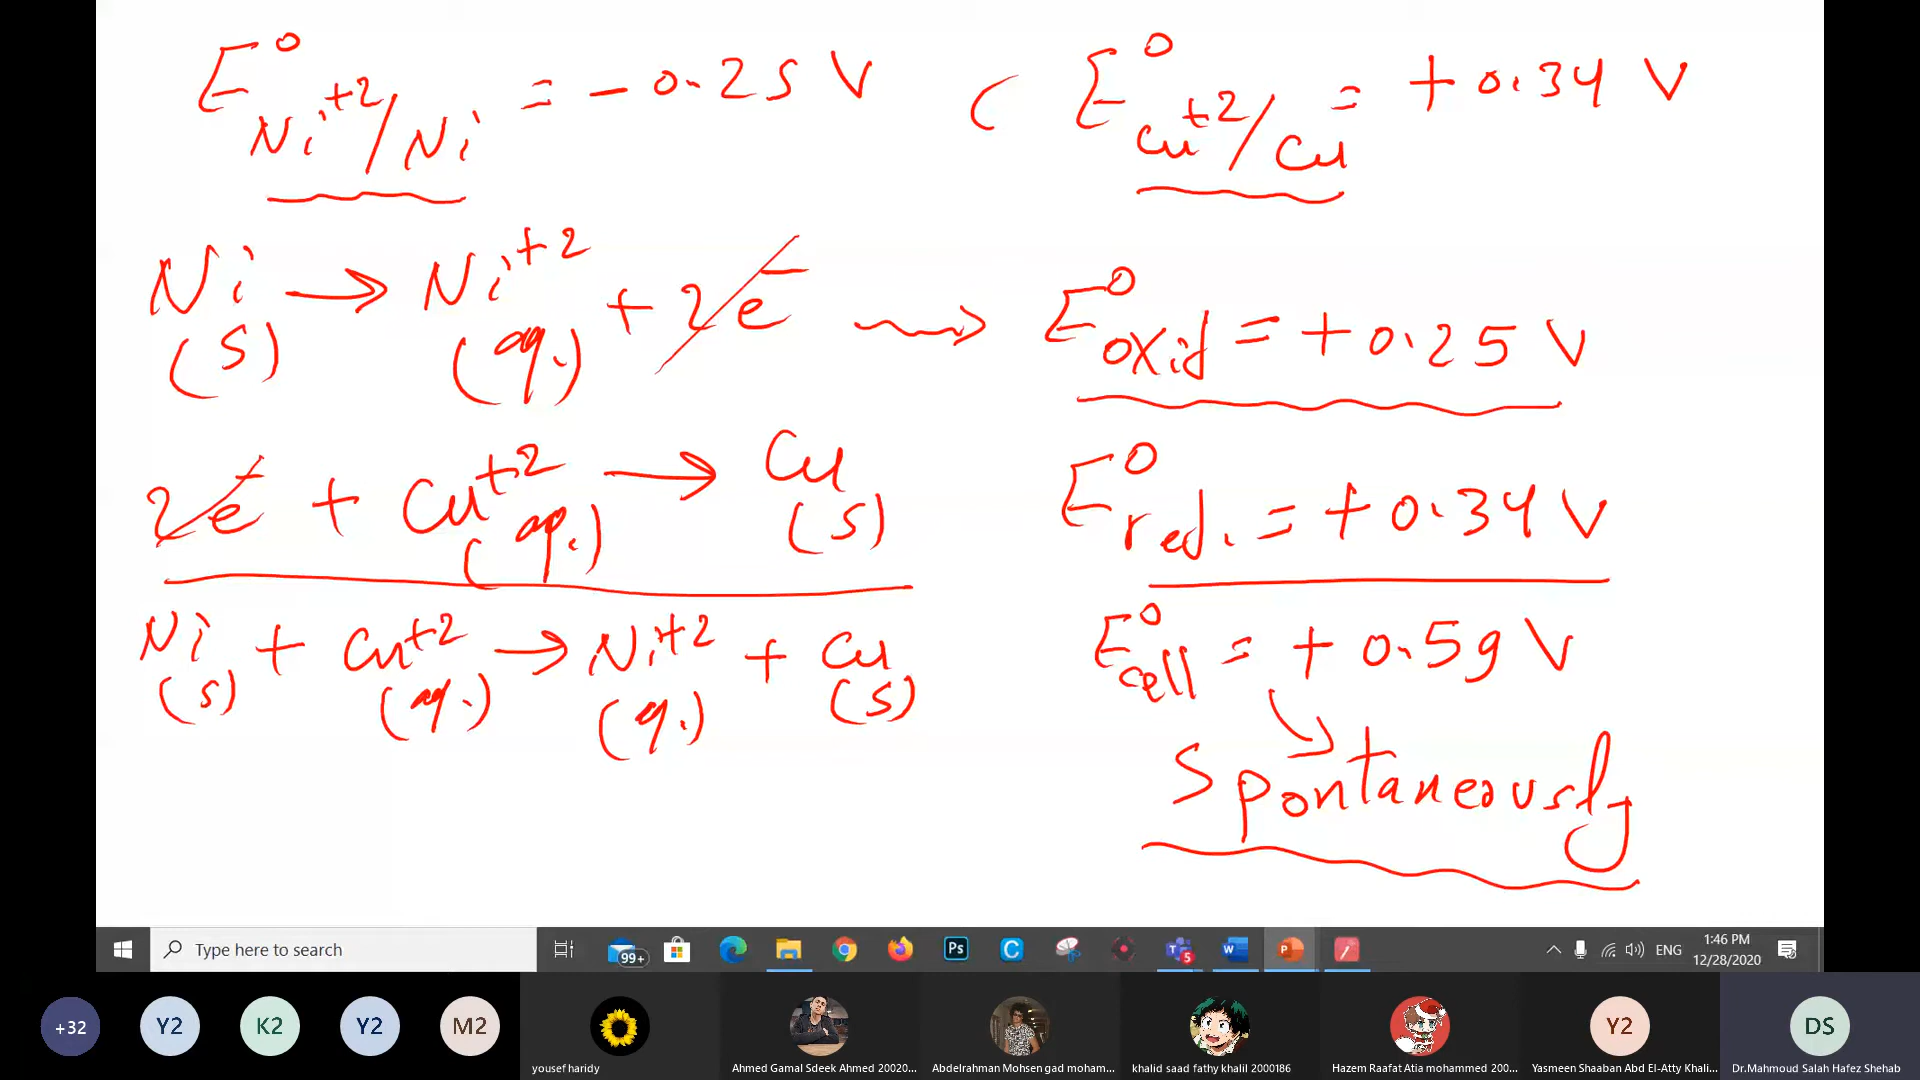 E°Ni+2/Ni = - 0.25 V ( E°Cu+2/Cu = + 0.34 V
Ni(s) → Ni+2(aq.) + 2e- → E°oxid = + 0.25 V
2e- + Cu+2(aq.) → Cu(s) E°red. = + 0.34 V
Ni(s) + Cu+2(aq.) → Ni+2(q.) + Cu(s) E°cell = + 0.59 V
Spontaneously
Type here to search
99+
Ps
C
5
W
P
ENG
1:46 PM
12/28/2020
+32
Y2
K2
Y2
M2
Y2
DS
yousef haridy
Ahmed Gamal Sdeek Ahmed 20020...
Abdelrahman Mohsen gad moham...
khalid saad fathy khalil 2000186
Hazem Raafat Atia mohammed 200...
Yasmeen Shaaban Abd El-Atty Khali...
Dr.Mahmoud Salah Hafez Shehab